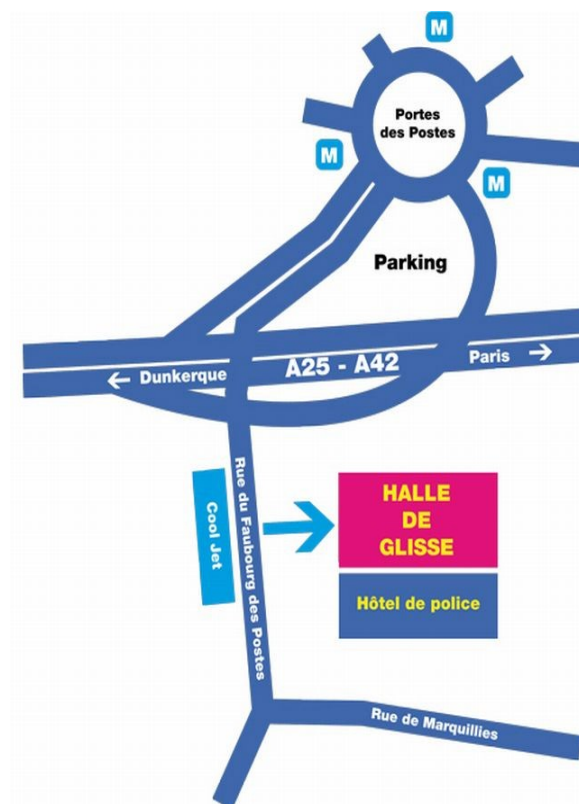 M
Portes
des Postes
M
M
Parking
A25 - A42
Paris →
← Dunkerque
Rue du Faubourg des Postes
Cool Jet
HALLE
DE
GLISSE
Hôtel de police
Rue de Marquillies